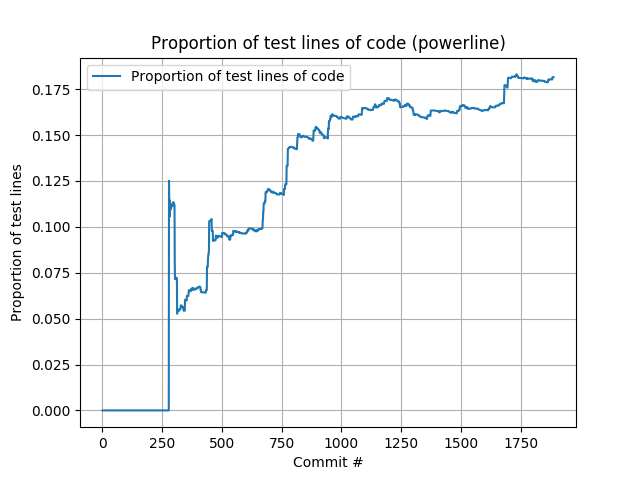 Proportion of test lines of code (powerline)
Proportion of test lines of code
0.175
0.150
0.125
0.100
0.075
0.050
0.025
0.000
Proportion of test lines
0 250 500 750 1000 1250 1500 1750
Commit #